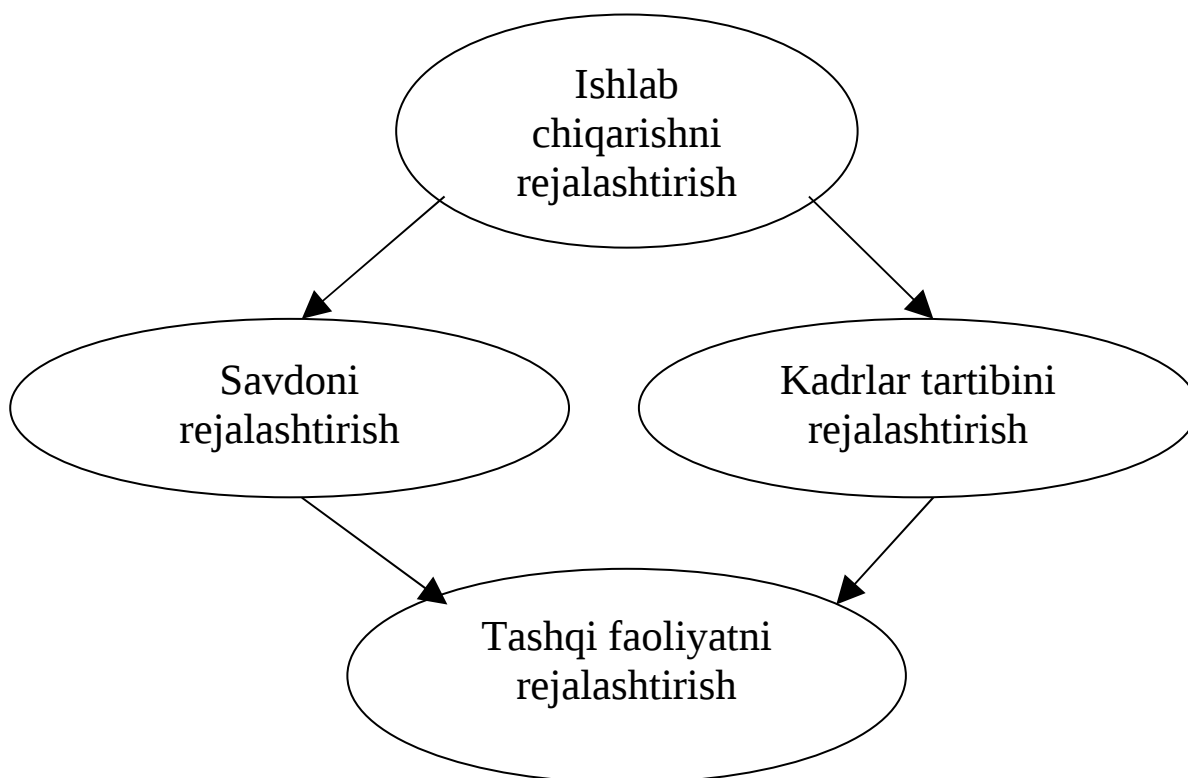 Ishlab
chiqarishni
rejalashtirish
Savdoni
rejalashtirish
Kadrlar tartibini
rejalashtirish
Tashqi faoliyatni
rejalashtirish